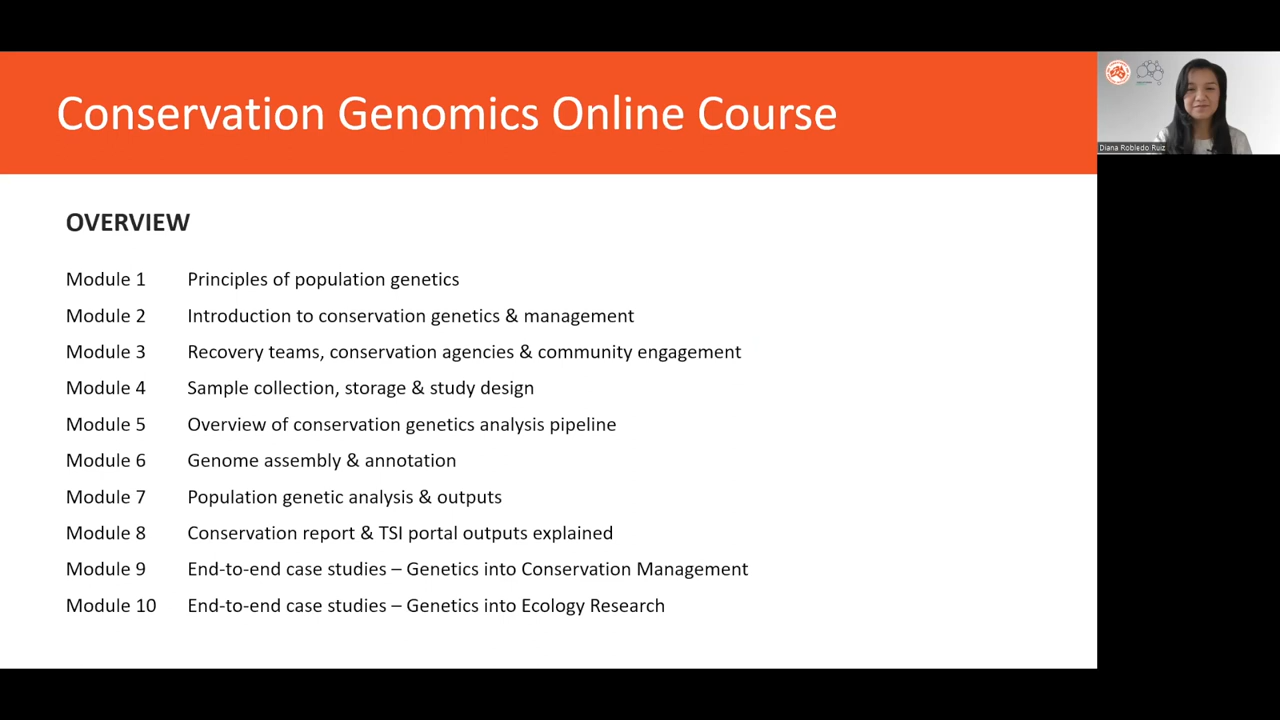 Conservation Genomics Online Course
Diana Robledo Ruiz
OVERVIEW
Module 1 Principles of population genetics
Module 2 Introduction to conservation genetics & management
Module 3 Recovery teams, conservation agencies & community engagement
Module 4 Sample collection, storage & study design
Module 5 Overview of conservation genetics analysis pipeline
Module 6 Genome assembly & annotation
Module 7 Population genetic analysis & outputs
Module 8 Conservation report & TSI portal outputs explained
Module 9 End-to-end case studies – Genetics into Conservation Management
Module 10 End-to-end case studies – Genetics into Ecology Research